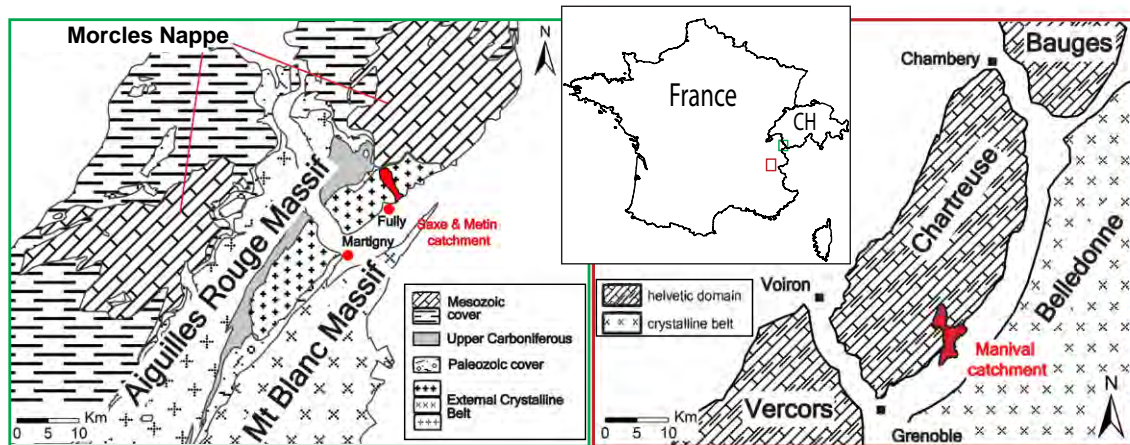 Morcles Nappe
N
Aiguilles Rouge Massif
Mt Blanc Massif
Fully
Saxe & Metin
catchment
Martigny
Mesozoic
cover
Upper Carboniferous
Paleozoic cover
External Crystalline
Belt
Km
0 5 10
France
CH
Bauges
Chambery
Chartreuse
Belledonne
Voiron
helvetic domain
crystalline belt
Manival
catchment
Vercors
Grenoble
N
Km
0 5 10